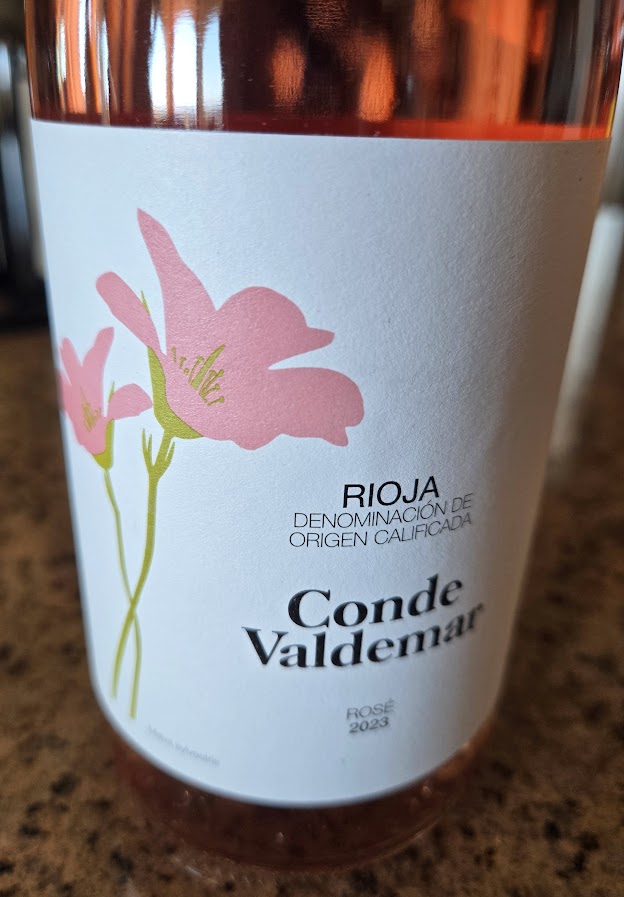 RIOJA
DENOMINACIÓN DE
ORIGEN CALIFICADA
Conde
Valdemar
ROSÉ
2023